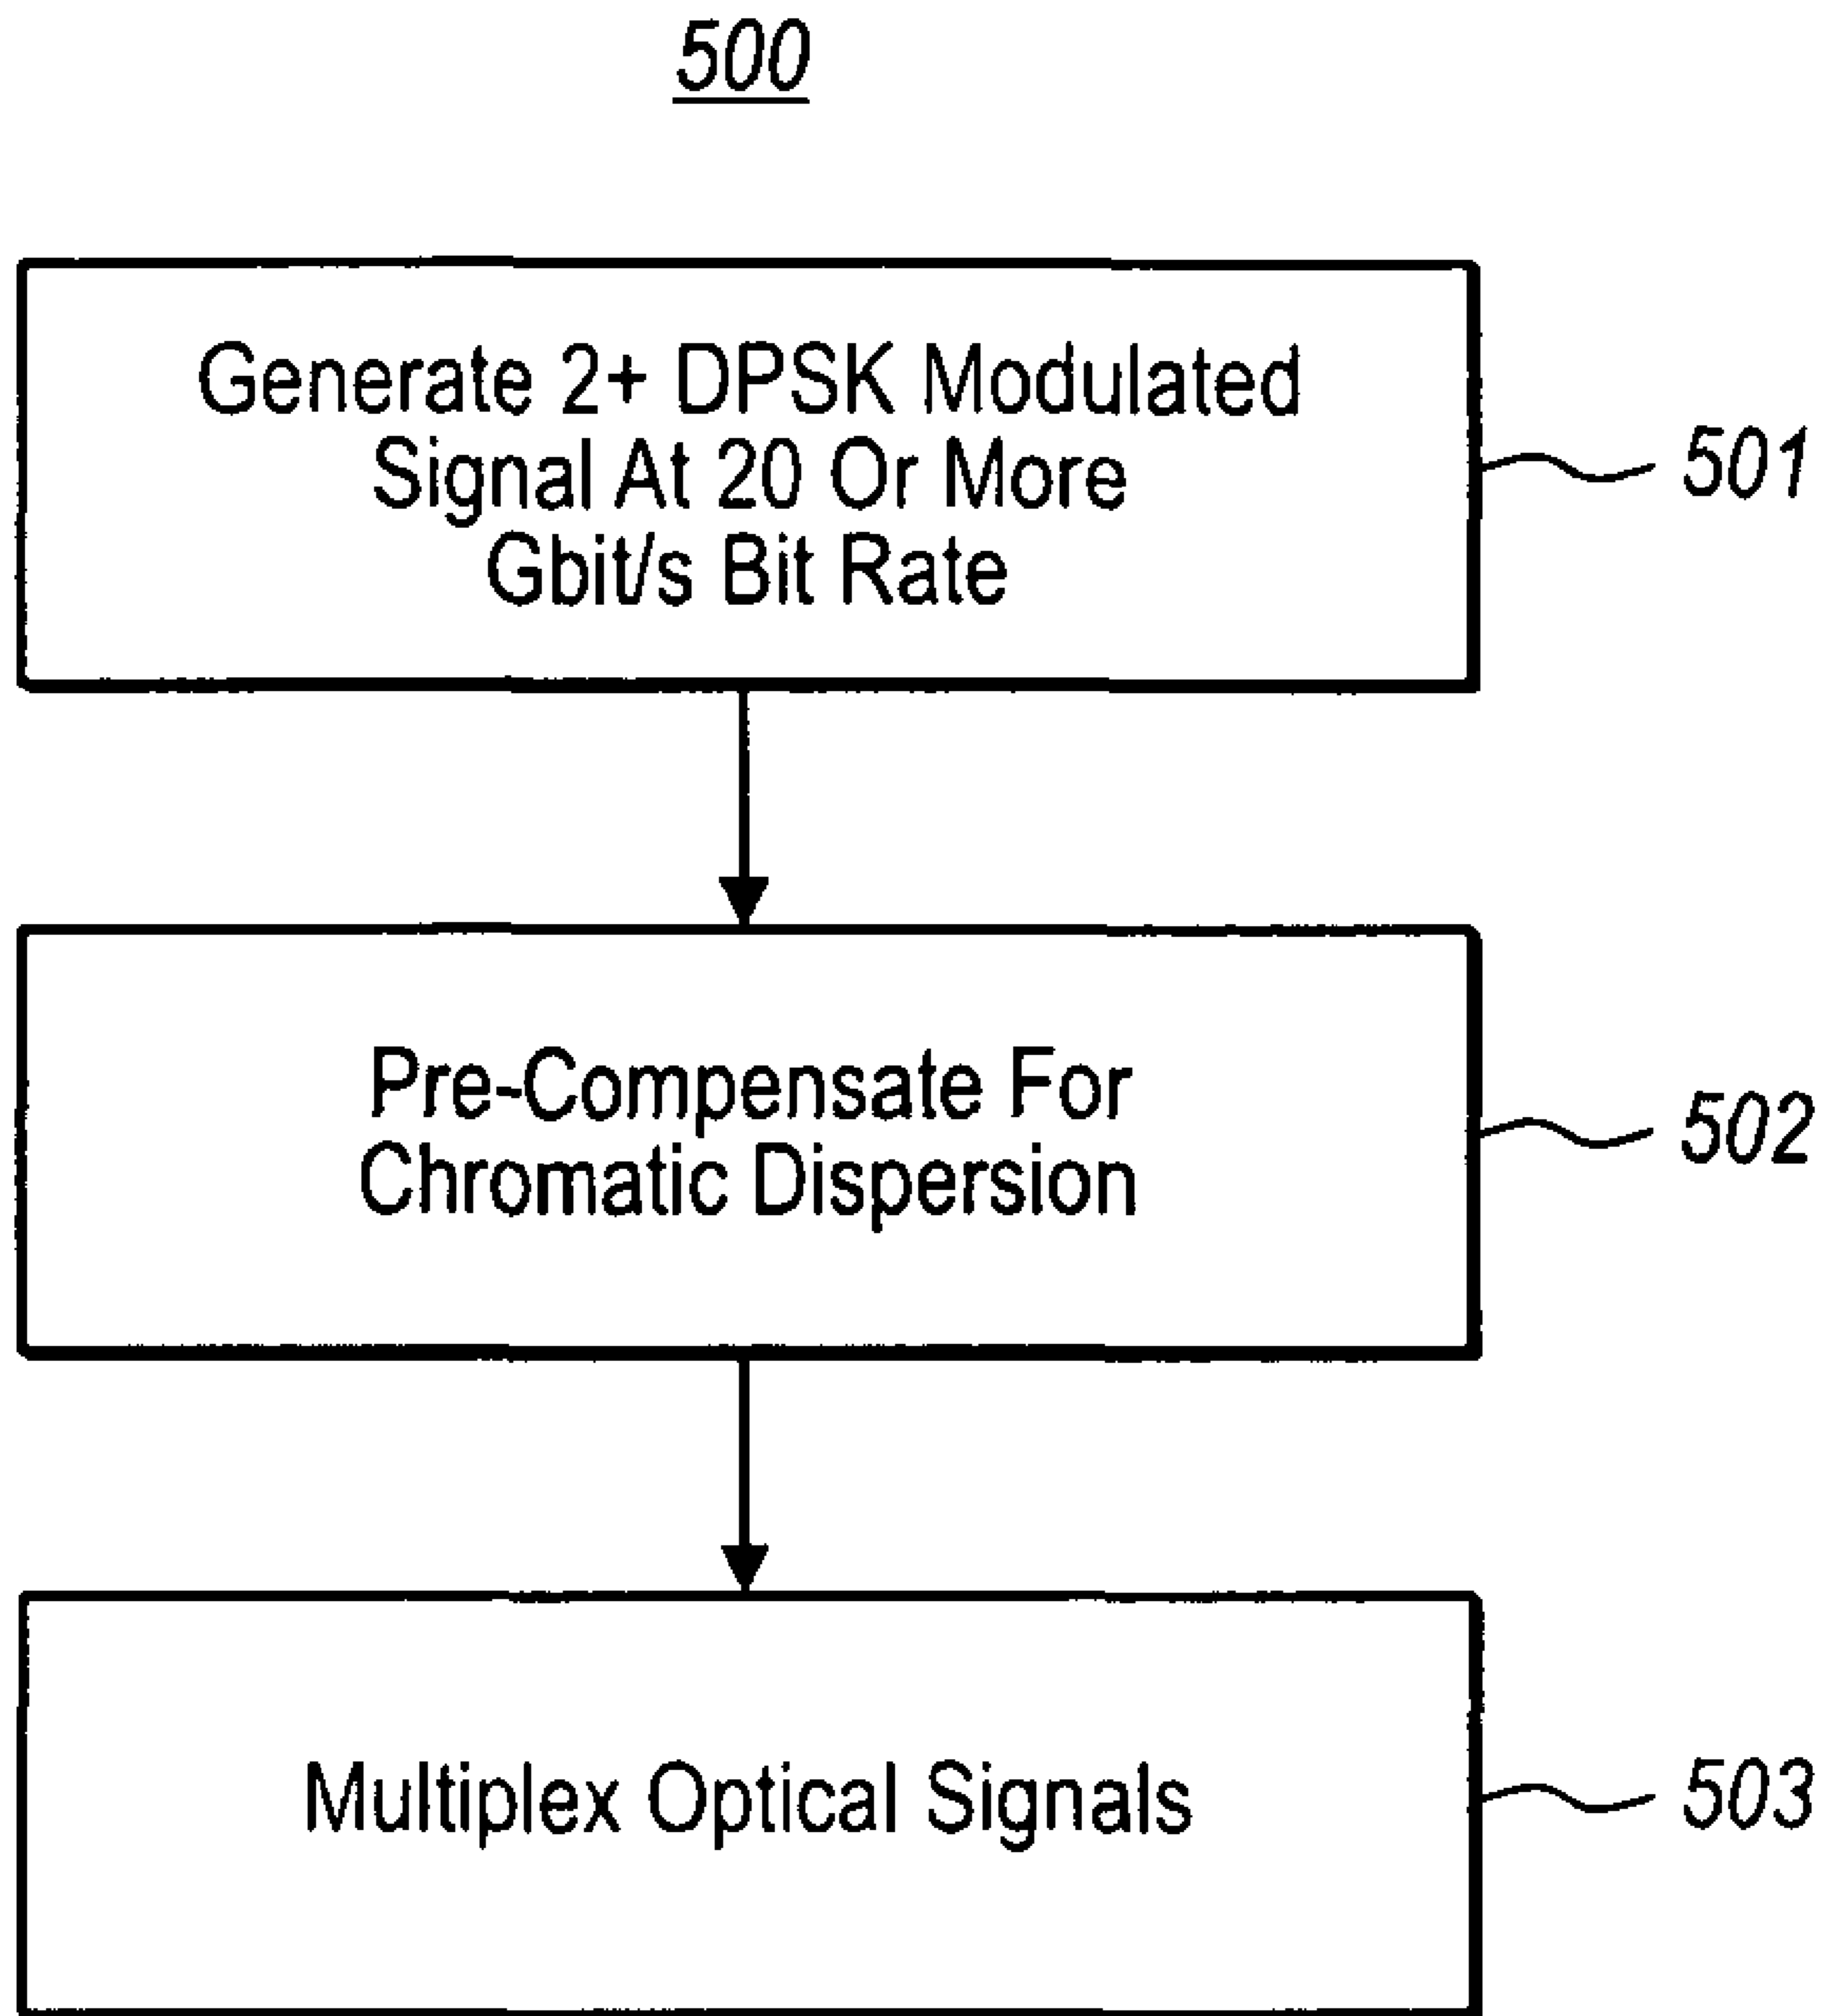 500
Generate 2+ DPSK Modulated
Signal At 20 Or More
Gbit/s Bit Rate
501
Pre-Compensate For
Chromatic Dispersion
502
Multiplex Optical Signals
503